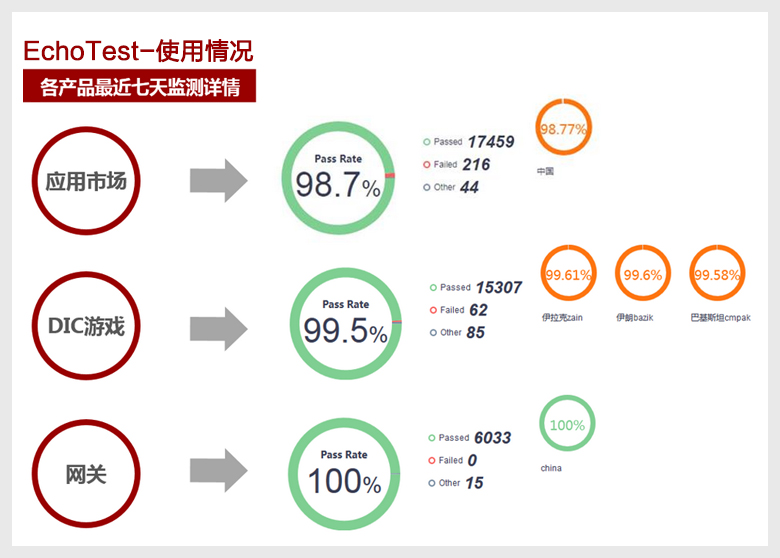 EchoTest-使用情况
各产品最近七天监测详情
应用市场
Pass Rate
98.7%
Passed 17459
Failed 216
Other 44
98.77%
中国
DIC游戏
Pass Rate
99.5%
Passed 15307
Failed 62
Other 85
99.61%
伊拉克zain
99.6%
伊朗bazik
99.58%
巴基斯坦cmpak
网关
Pass Rate
100%
Passed 6033
Failed 0
Other 15
100%
china